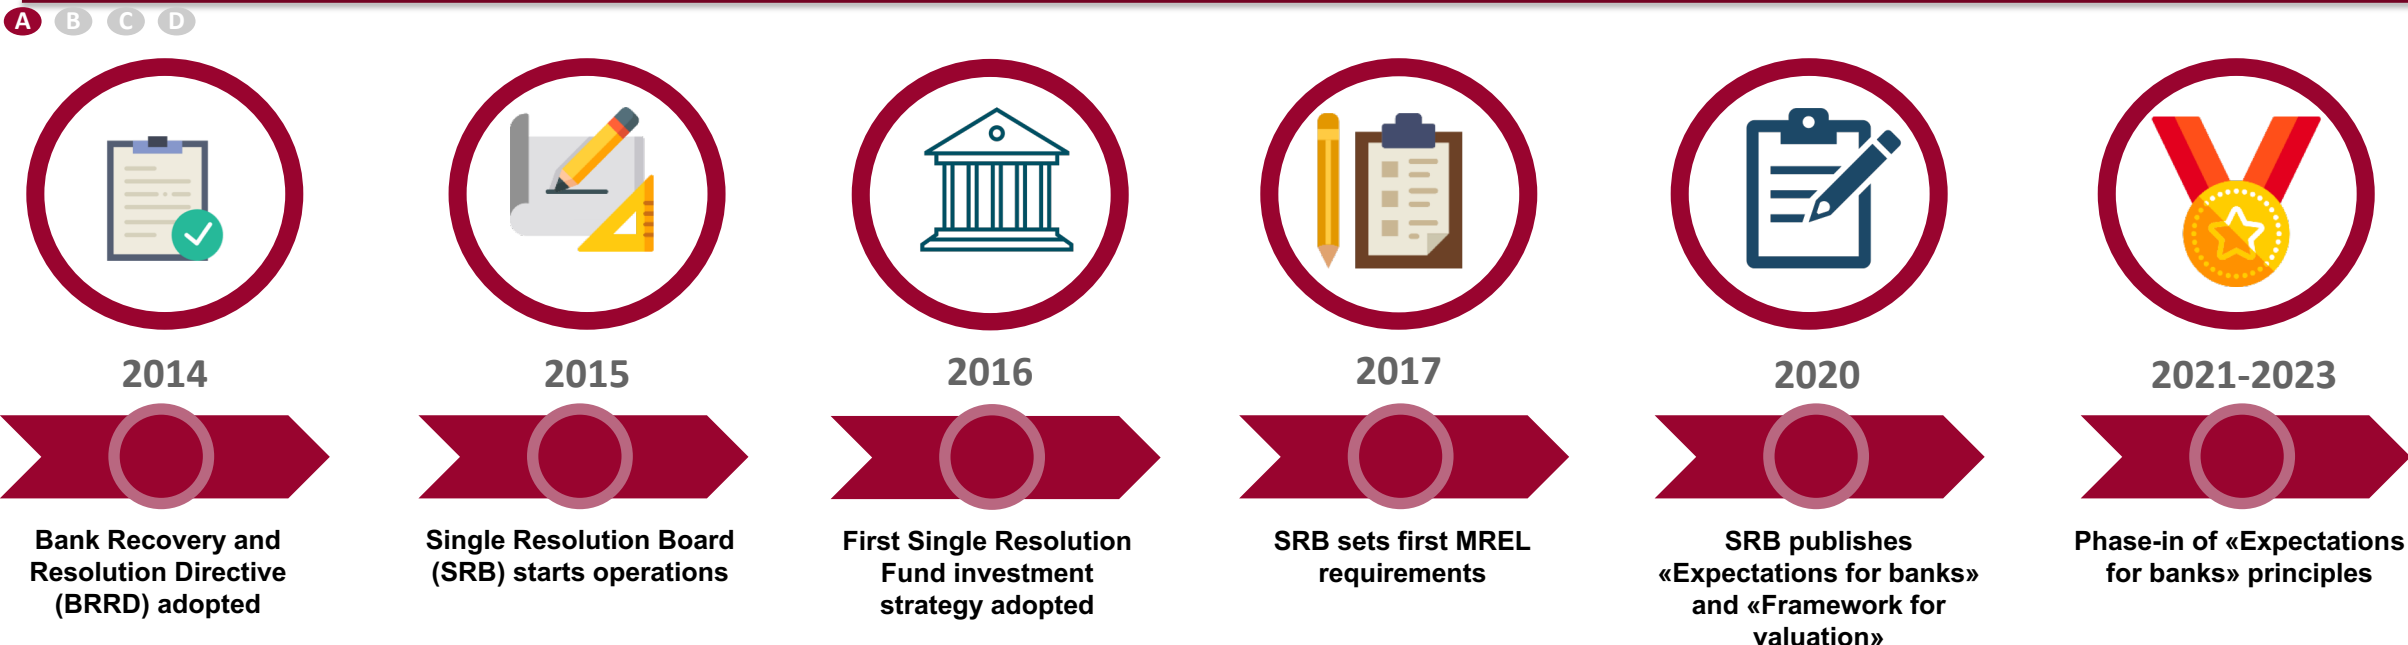 A B C D
2014
Bank Recovery and
Resolution Directive
(BRRD) adopted
2015
Single Resolution Board
(SRB) starts operations
2016
First Single Resolution
Fund investment
strategy adopted
2017
SRB sets first MREL
requirements
2020
SRB publishes
«Expectations for banks»
and «Framework for
valuation»
2021-2023
Phase-in of «Expectations
for banks» principles